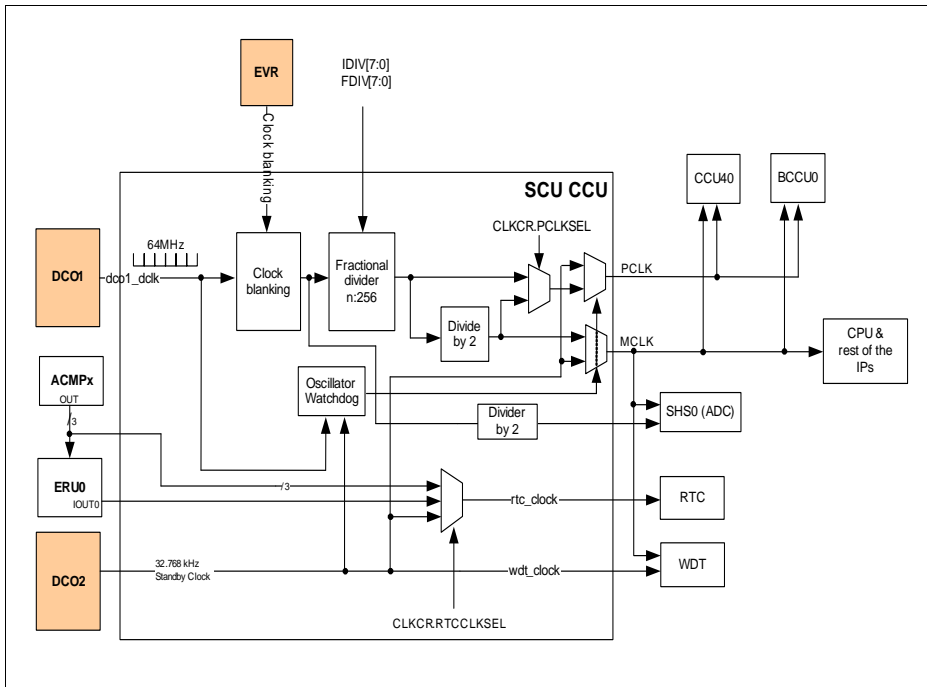 EVR
IDIV[7:0]
FDIV[7:0]
Clock blanking
SCU CCU
CCU40
BCCU0
CLKCR.PCLKSEL
64MHz
DCO1
dco1_dclk
Clock
blanking
Fractional
divider
n:256
PCLK
Divide
by 2
MCLK
CPU &
rest of the
IPs
ACMPx
OUT
/3
Oscillator
Watchdog
Divider
by 2
SHS0 (ADC)
ERU0
IOUT0
/3
rtc_clock
RTC
DCO2
32.768 kHz
Standby Clock
wdt_clock
WDT
CLKCR.RTCCLKSEL